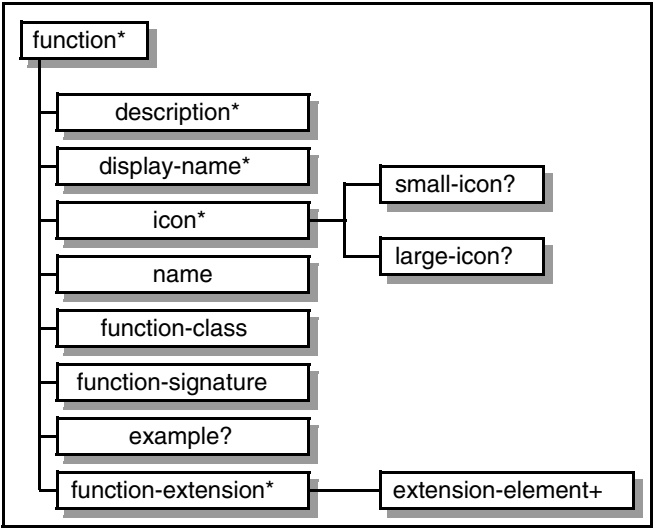 function*
description*
display-name*
icon*
small-icon?
large-icon?
name
function-class
function-signature
example?
function-extension*
extension-element+